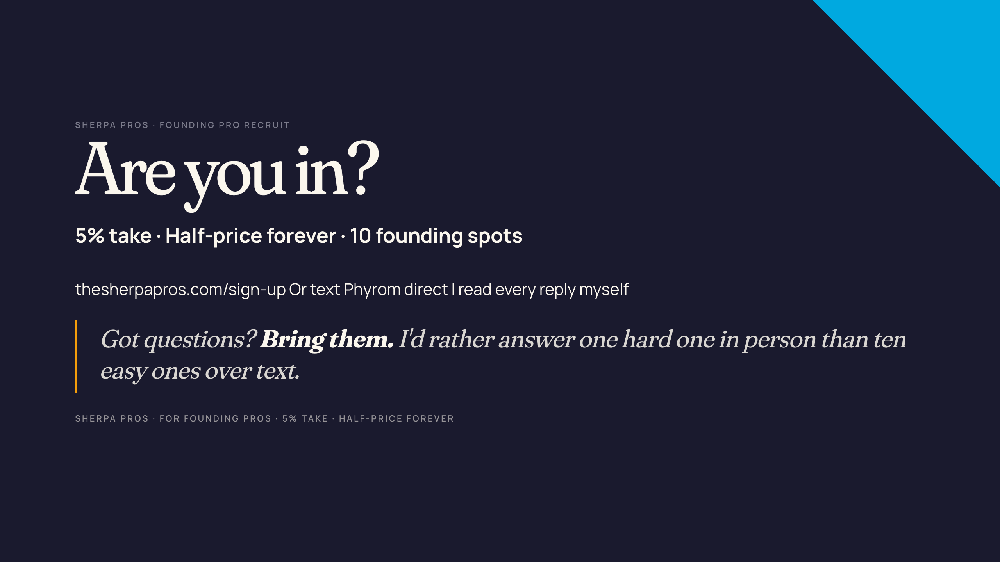 SHERPA PROS · FOUNDING PRO RECRUIT
Are you in?
5% take · Half-price forever · 10 founding spots
thesherpapros.com/sign-up Or text Phyrom direct I read every reply myself
Got questions? Bring them. I'd rather answer one hard one in person than ten
easy ones over text.
SHERPA PROS · FOR FOUNDING PROS · 5% TAKE · HALF-PRICE FOREVER